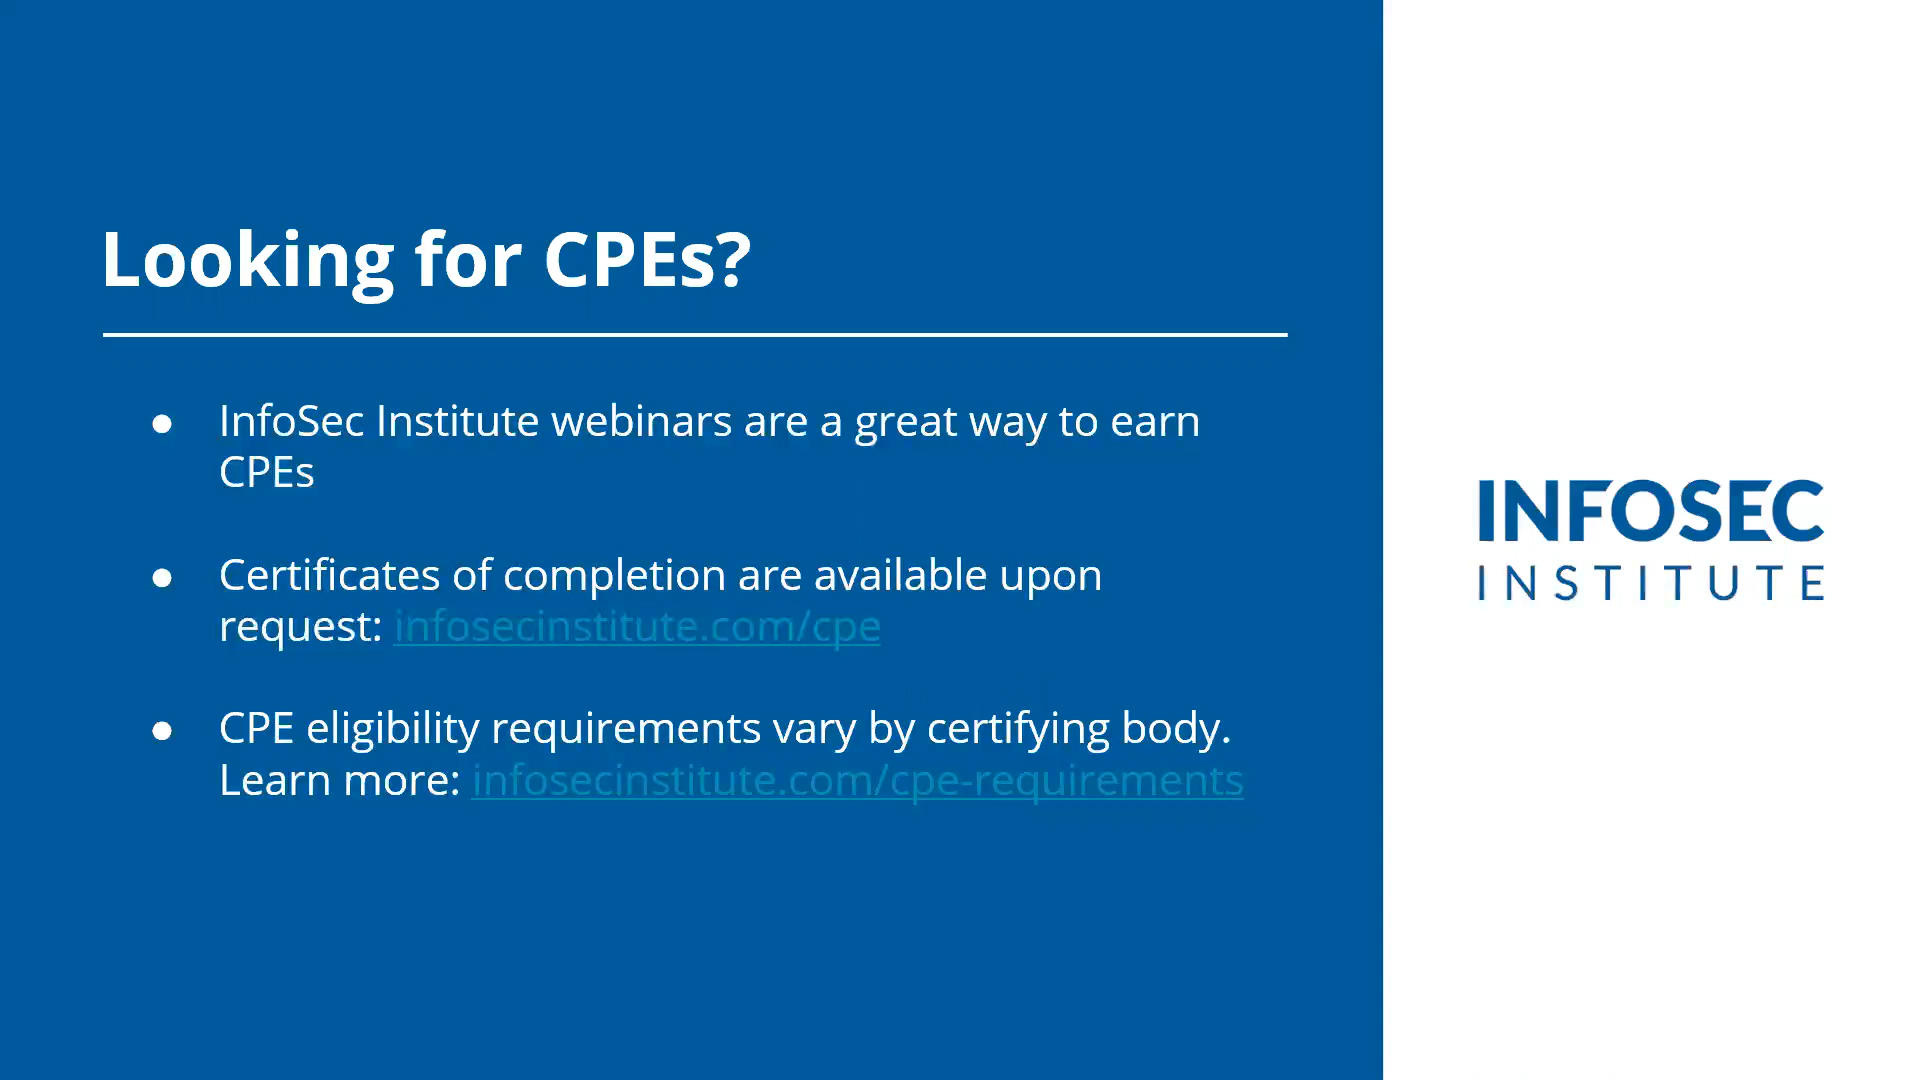 Looking for CPEs?
● InfoSec Institute webinars are a great way to earn
CPEs
● Certificates of completion are available upon
request: infosecinstitute.com/cpe
● CPE eligibility requirements vary by certifying body.
Learn more: infosecinstitute.com/cpe-requirements
INFOSEC
INSTITUTE